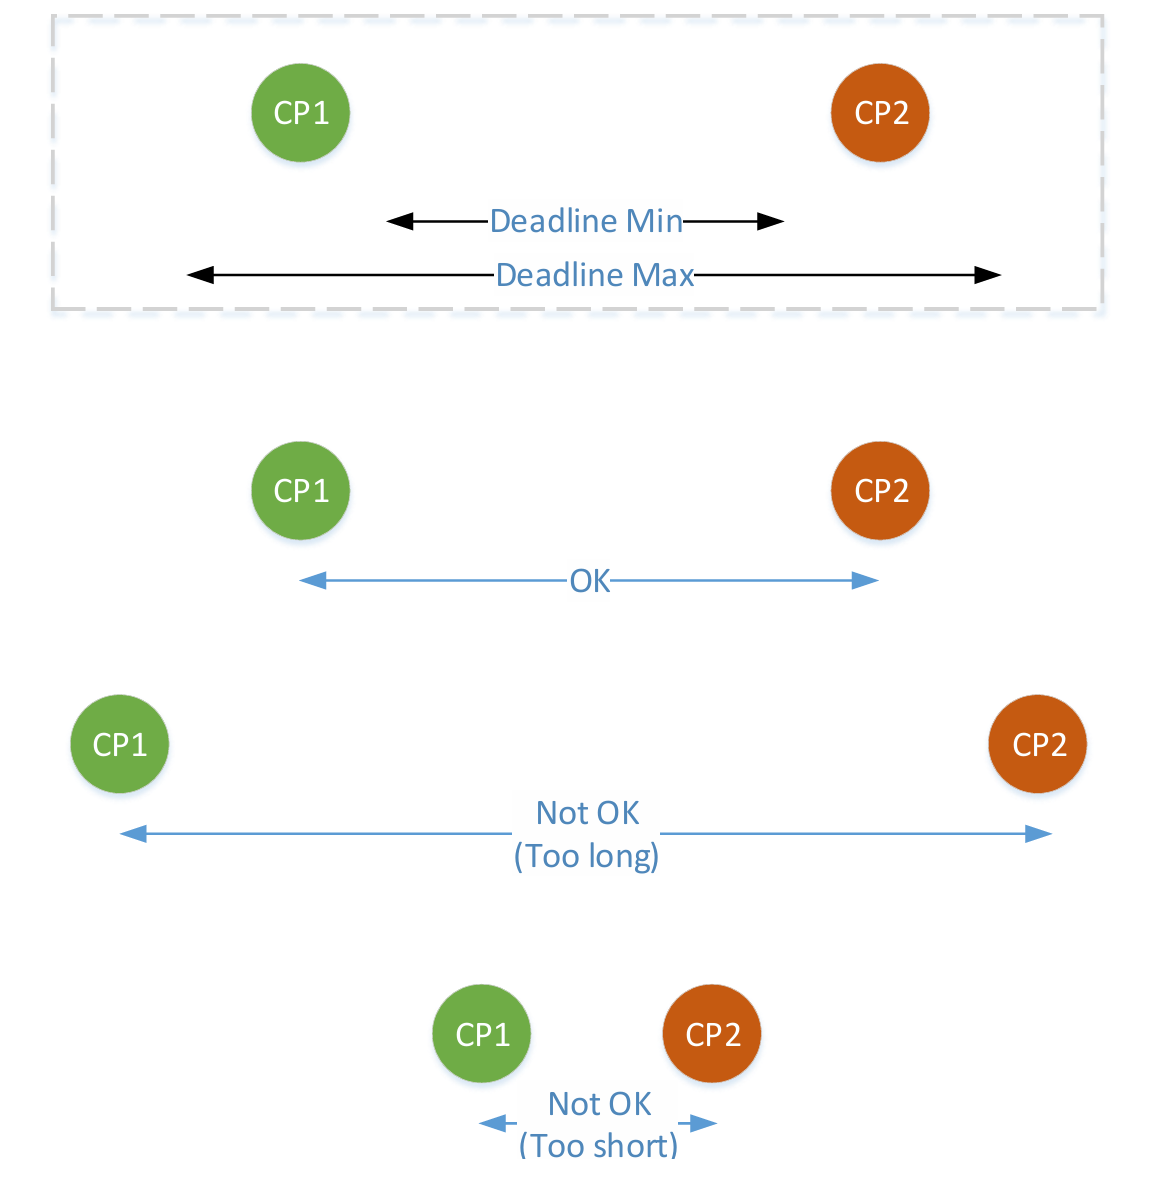 CP1
CP2
Deadline Min
Deadline Max
CP1
CP2
OK
CP1
CP2
Not OK
(Too long)
CP1
CP2
Not OK
(Too short)